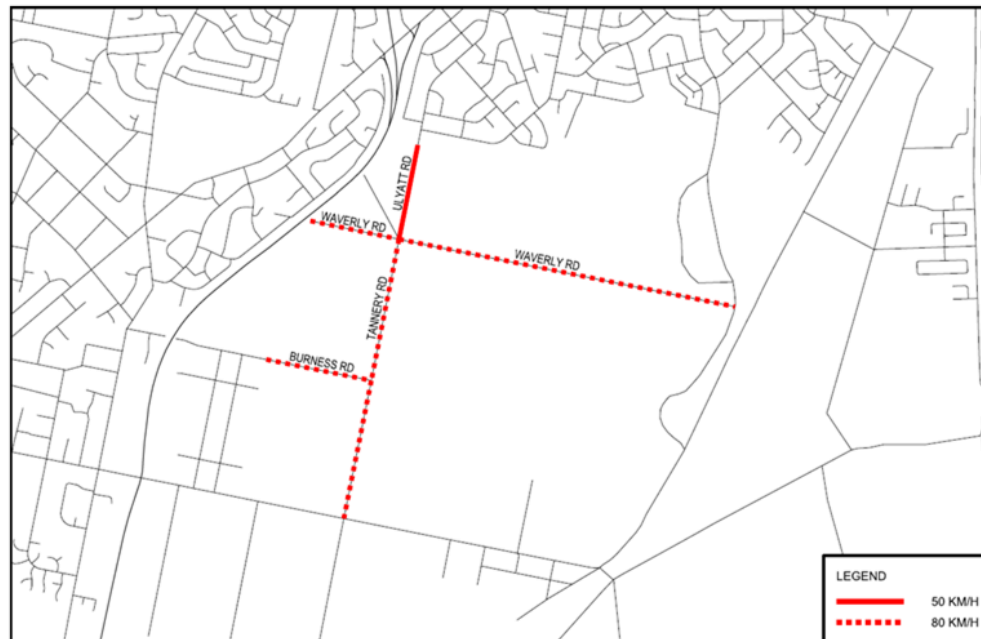 ULYATT RD
WAVERLY RD
WAVERLY RD
TANNERY RD
BURNESS RD
LEGEND
50 KM/H
80 KM/H